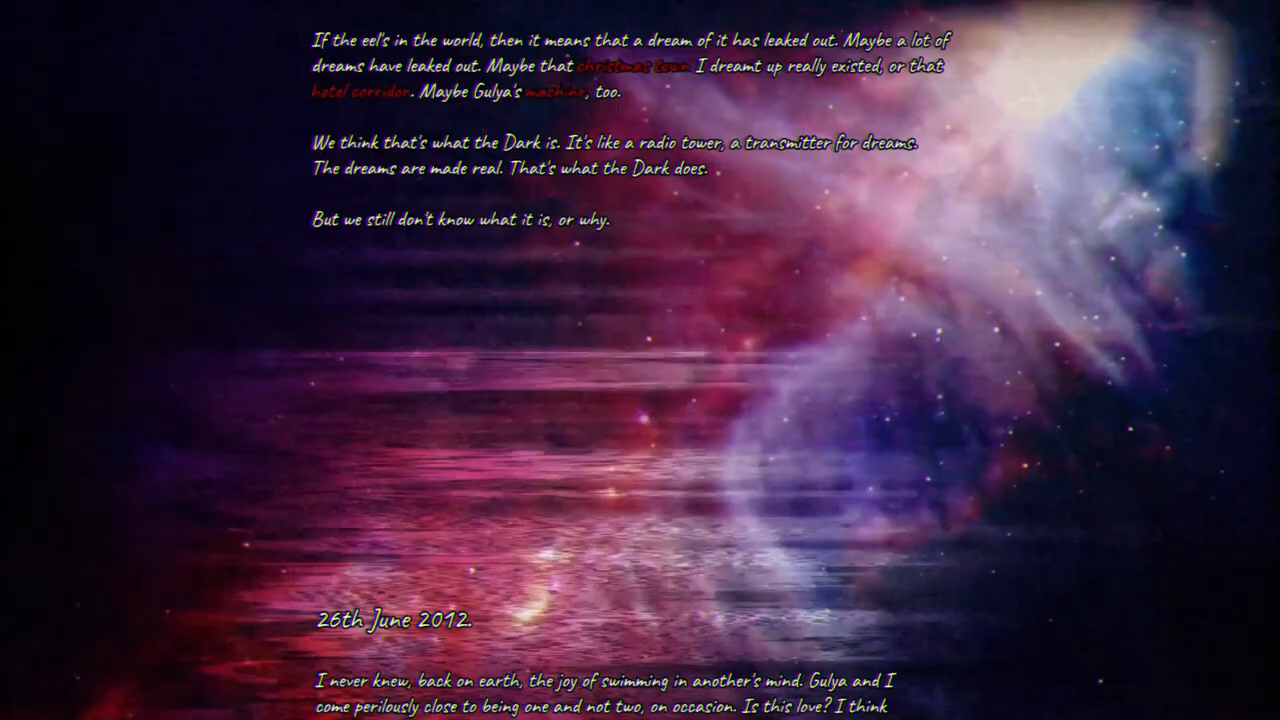 If the eel's in the world, then it means that a dream of it has leaked out. Maybe a lot of
dreams have leaked out. Maybe that christmas town I dreamt up really existed, or that
hotel corridor. Maybe Gulya's machine, too.
We think that's what the Dark is. It's like a radio tower, a transmitter for dreams.
The dreams are made real. That's what the Dark does.
But we still don't know what it is, or why.
26th June 2012.
I never knew, back on earth, the joy of swimming in another's mind. Gulya and I
come perilously close to being one and not two, on occasion. Is this love? I think